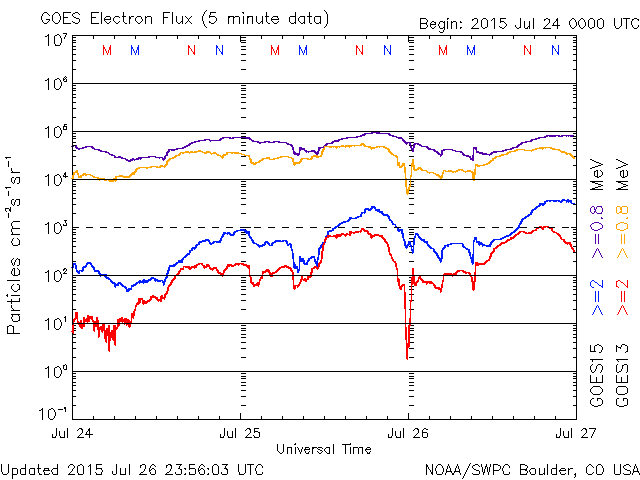 GOES Electron Flux (5 minute data)
Begin: 2015 Jul 24 0000 UTC
10⁷
M M N N M M N N M M N N
10⁶
10⁵
10⁴
10³
10²
10¹
10⁰
10⁻¹
Particles cm⁻²s⁻¹sr⁻¹
Jul 24 Jul 25 Jul 26 Jul 27
Universal Time
GOES15 >=2 >=0.8 MeV
GOES13 >=2 >=0.8 MeV
Updated 2015 Jul 26 23:56:03 UTC
NOAA/SWPC Boulder, CO USA